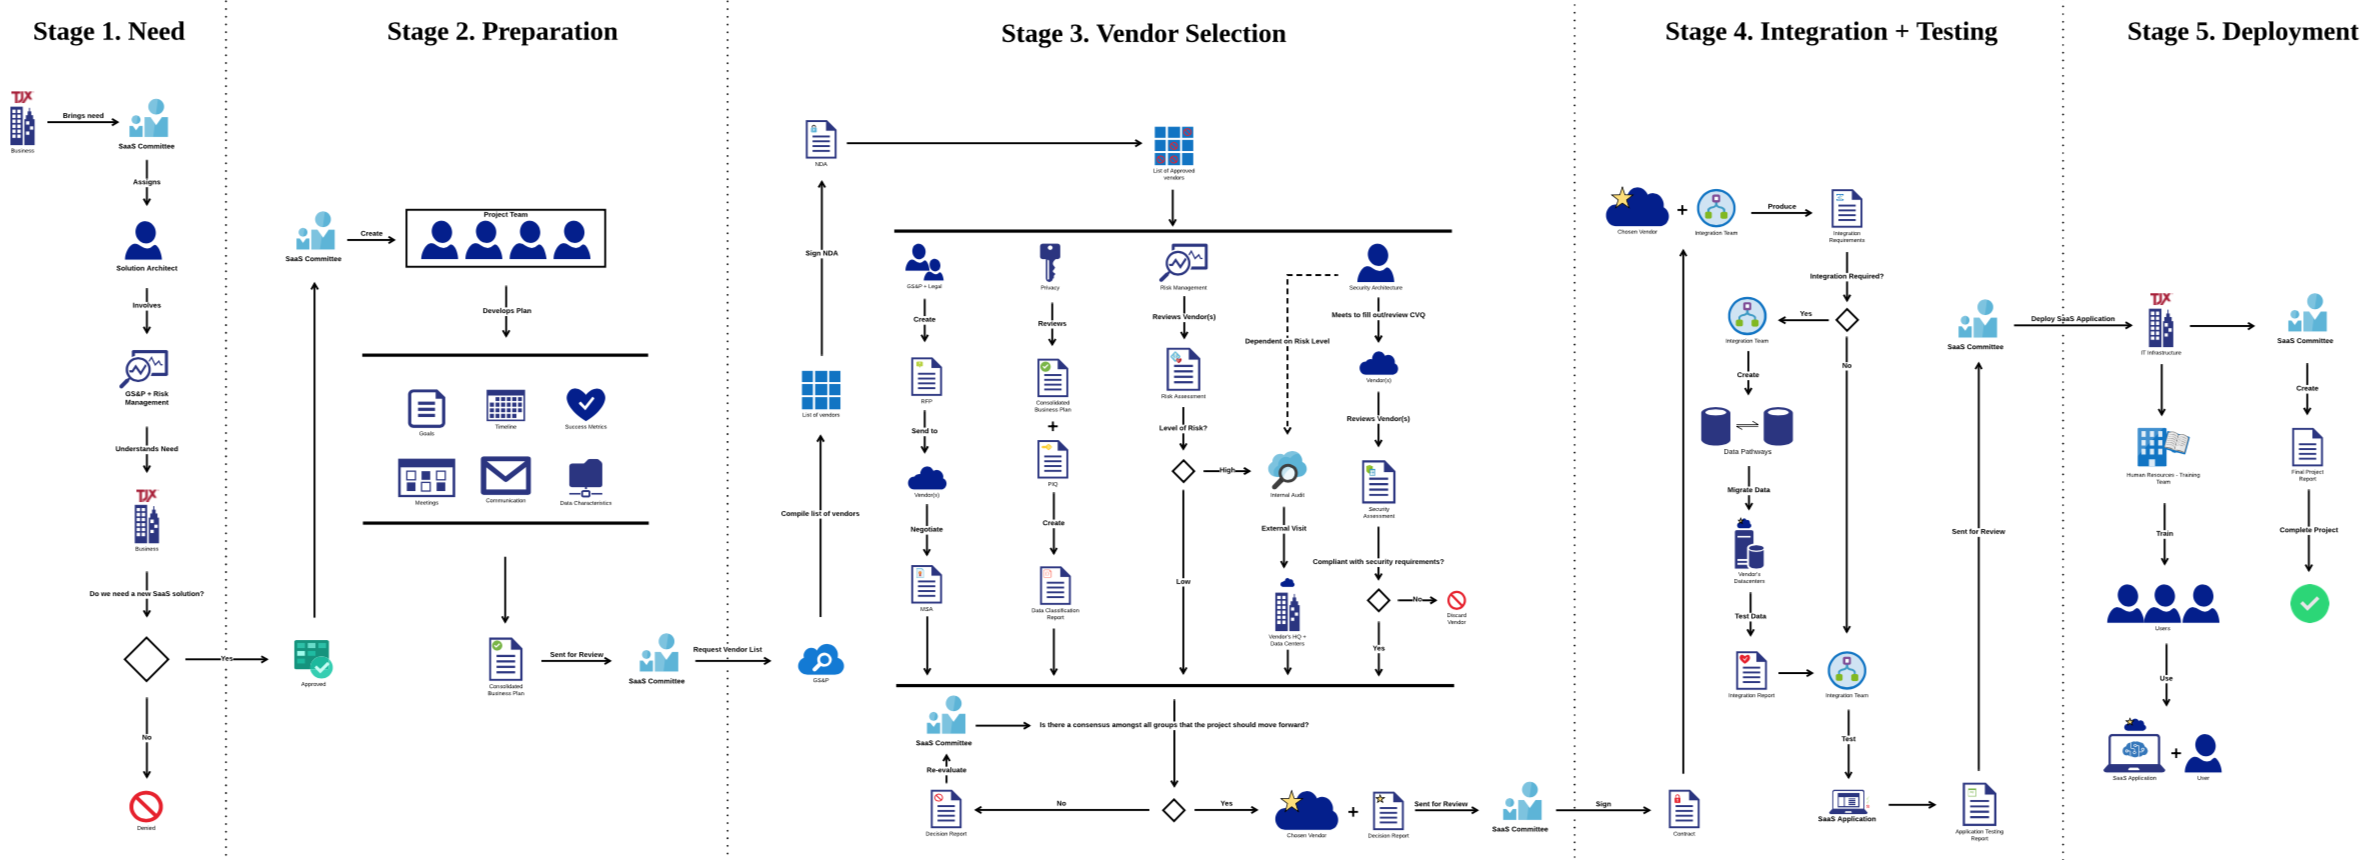 Stage 1. Need
Stage 2. Preparation
Stage 3. Vendor Selection
Stage 4. Integration + Testing
Stage 5. Deployment
TJX
Business
Brings need
SaaS Committee
Assigns
Solution Architect
Involves
GS&P + Risk
Management
Understands Need
TJX
Business
Do we need a new SaaS solution?
Yes
No
Denied
Approved
SaaS Committee
Create
Project Team
Develops Plan
Goals
Timeline
Success Metrics
Meetings
Communication
Data Characteristics
Consolidated
Business Plan
Sent for Review
SaaS Committee
Request Vendor List
GS&P
Compile list of vendors
List of vendors
Sign NDA
NDA
List of Approved
vendors
GS&P + Legal
Create
RFP
Send to
Vendor(s)
Negotiate
MSA
Privacy
Reviews
Consolidated
Business Plan
+
PIQ
Create
Data Classification
Report
Risk Management
Reviews Vendor(s)
Risk Assessment
Level of Risk?
High
Low
Dependent on Risk Level
Internal Audit
External Visit
Vendor's HQ +
Data Centers
Security Architecture
Meets to fill out/review CVQ
Vendor(s)
Reviews Vendor(s)
Security
Assessment
Compliant with security requirements?
No
Discard
Vendor
Yes
SaaS Committee
Is there a consensus amongst all groups that the project should move forward?
Re-evaluate
Decision Report
No
Yes
Chosen Vendor
+
Decision Report
Sent for Review
SaaS Committee
Sign
Contract
Chosen Vendor
+
Integration Team
Produce
Integration
Requirements
Integration Required?
Yes
No
Integration Team
Create
Data Pathways
Migrate Data
Vendor's
Datacenters
Test Data
Integration Report
Integration Team
Test
SaaS Application
Application Testing
Report
Sent for Review
SaaS Committee
Deploy SaaS Application
TJX
IT Infrastructure
Human Resources - Training
Team
Train
Users
Use
SaaS Application
+
User
SaaS Committee
Create
Final Project
Report
Complete Project